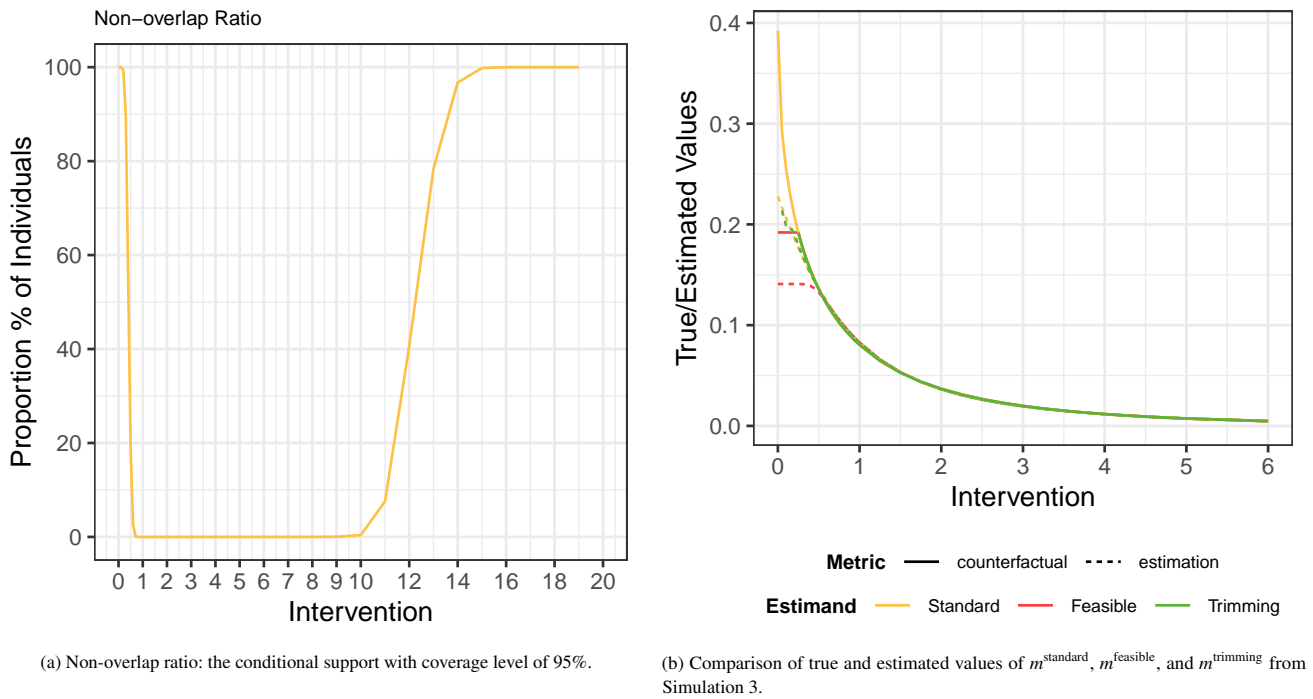 Non−overlap Ratio
Proportion % of Individuals
100
80
60
40
20
0
0 1 2 3 4 5 6 7 8 9 10 12 14 16 18 20
Intervention
(a) Non-overlap ratio: the conditional support with coverage level of 95%.
True/Estimated Values
0.4
0.3
0.2
0.1
0.0
0 1 2 3 4 5 6
Intervention
Metric counterfactual estimation
Estimand Standard Feasible Trimming
(b) Comparison of true and estimated values of m^standard, m^feasible, and m^trimming from
Simulation 3.